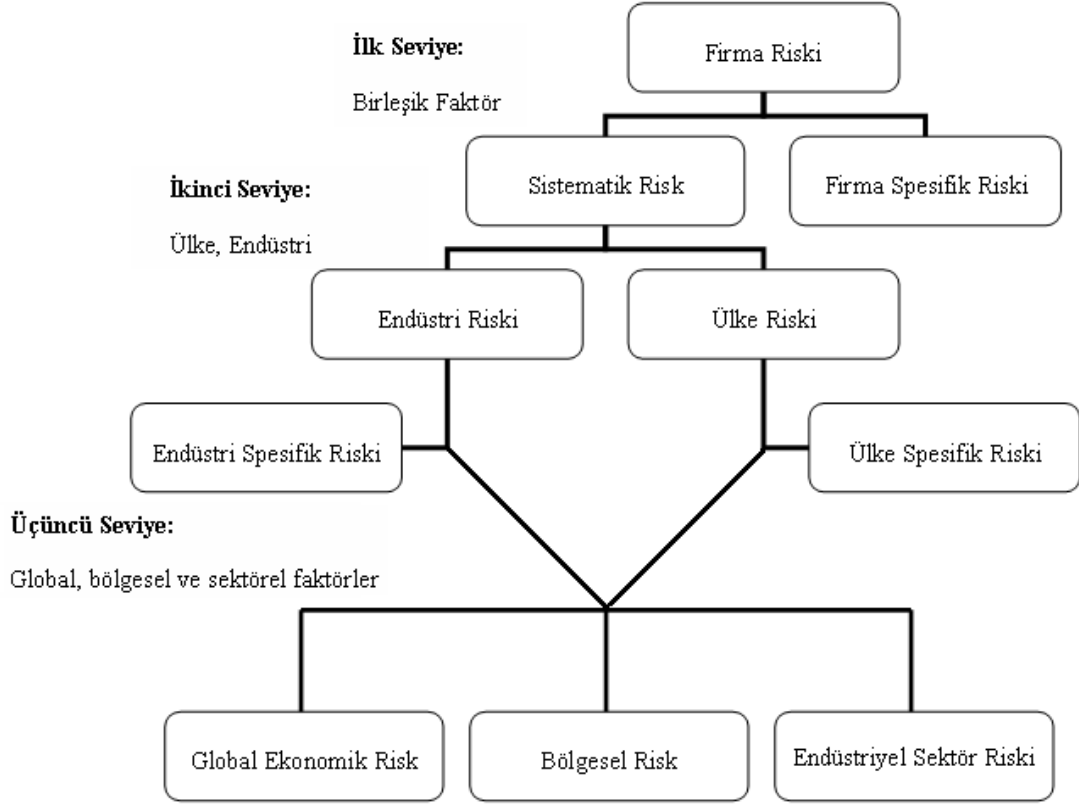 İlk Seviye:
Firma Riski
Birleşik Faktör
Sistematik Risk
Firma Spesifik Riski
İkinci Seviye:
Ülke, Endüstri
Endüstri Riski
Ülke Riski
Endüstri Spesifik Riski
Ülke Spesifik Riski
Üçüncü Seviye:
Global, bölgesel ve sektörel faktörler
Global Ekonomik Risk
Bölgesel Risk
Endüstriyel Sektör Riski